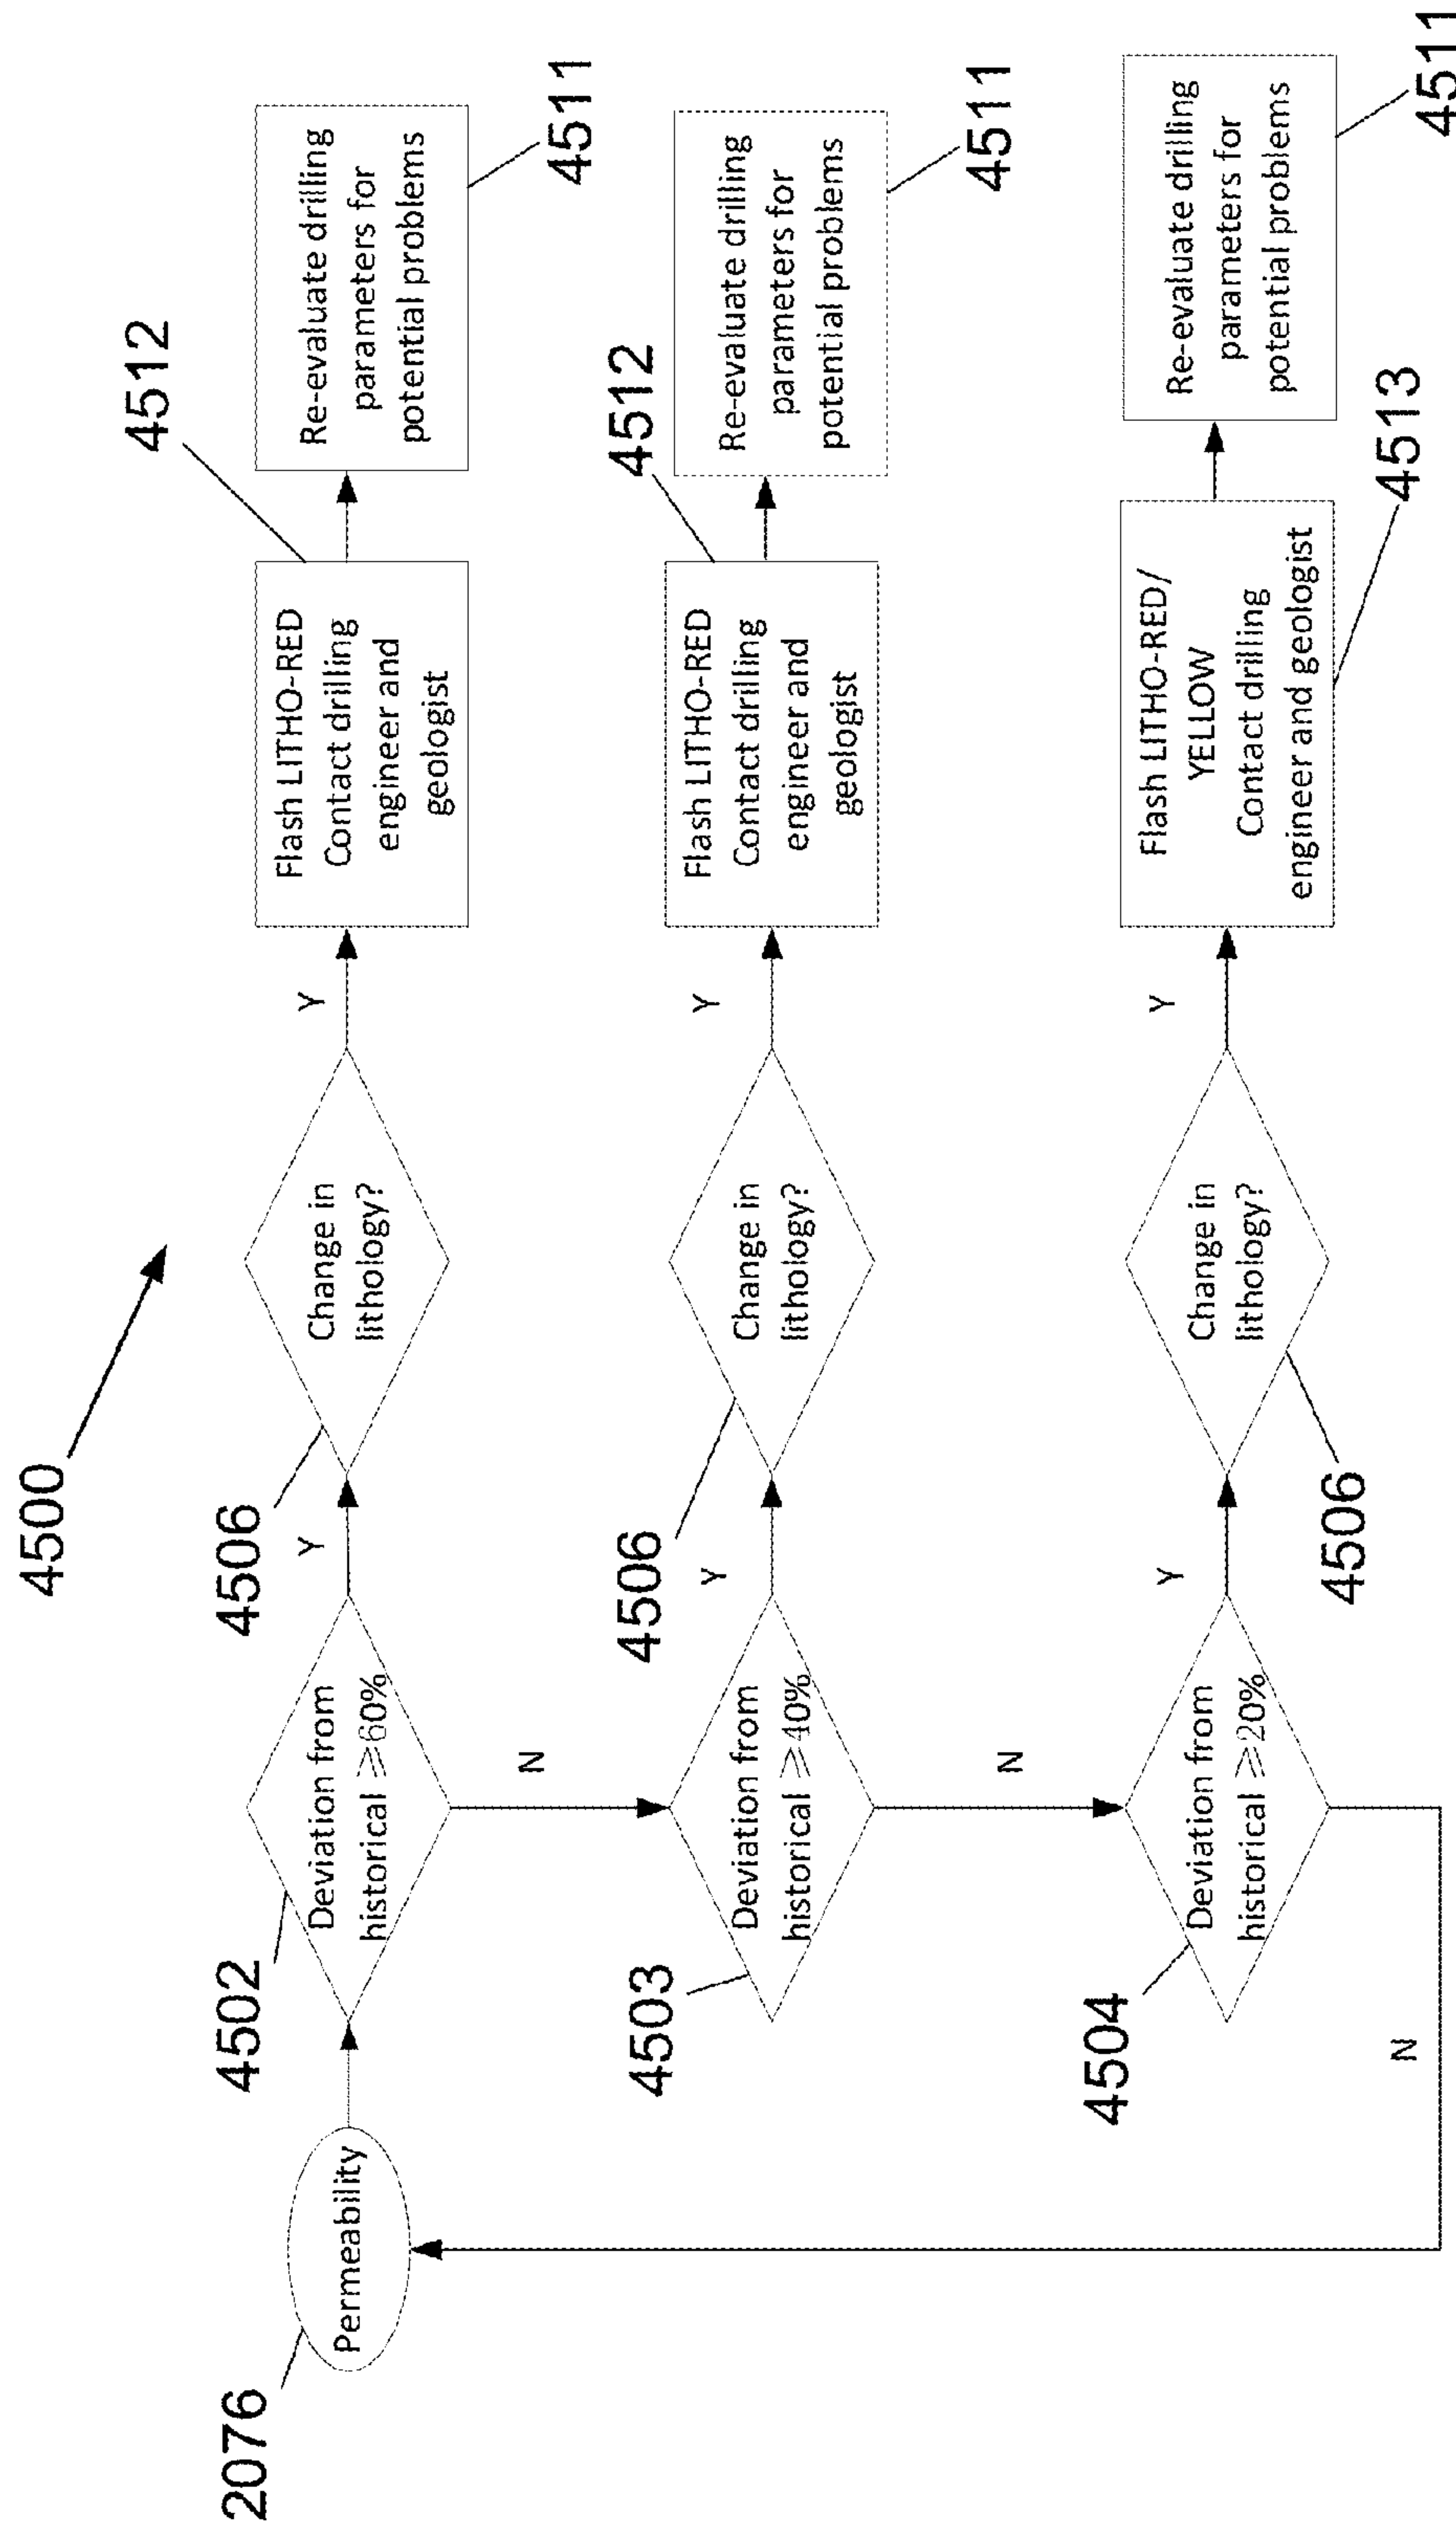 4500
2076
Permeability
4502
Deviation from
historical ⩾60%
Y
4506
Change in
lithology?
Y
4512
Flash LITHO-RED
Contact drilling
engineer and
geologist
Re-evaluate drilling
parameters for
potential problems
4511
N
4503
Deviation from
historical ⩾40%
Y
4506
Change in
lithology?
Y
4512
Flash LITHO-RED
Contact drilling
engineer and
geologist
Re-evaluate drilling
parameters for
potential problems
4511
N
4504
Deviation from
historical ⩾20%
Y
4506
Change in
lithology?
Y
Flash LITHO-RED/
YELLOW
Contact drilling
engineer and geologist
4513
Re-evaluate drilling
parameters for
potential problems
4511
N